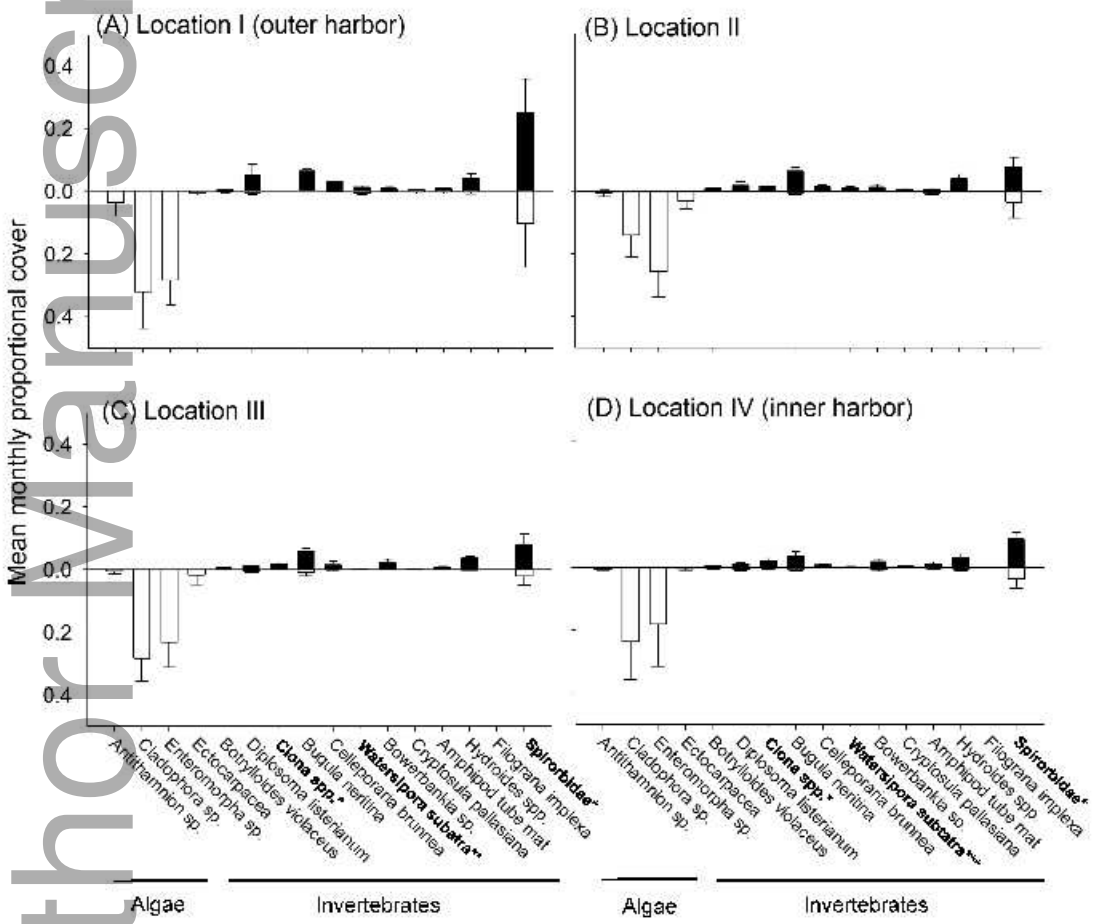 (A) Location I (outer harbor)
(B) Location II
0.4
0.2
0.0
0.2
0.4
(C) Location III
(D) Location IV (inner harbor)
0.4
0.2
0.0
0.2
0.4
Mean monthly proportional cover
Antithamnion sp.
Cladophora sp.
Enteromorpha sp.
Ectocarpacea
Botrylloides violaceus
Diplosoma listerianum
Ciona spp.*
Bugula neritina
Celleporaria brunnea
Watersipora subatra**
Bowerbankia sp.
Cryptosula pallasiana
Amphipod tube mat
Hydroides spp.
Filograna implexa
Spirorbidae*
Antithamnion sp.
Cladophora sp.
Enteromorpha sp.
Ectocarpacea
Botrylloides violaceus
Diplosoma listerianum
Ciona spp.*
Bugula neritina
Celleporaria brunnea
Watersipora subtatra
Bowerbankia sp.
Cryptosula pallasiana
Amphipod tube mat
Hydroides spp.
Filograna implexa
Spirorbidae*
Algae
Invertebrates
Algae
Invertebrates
thor Manusc